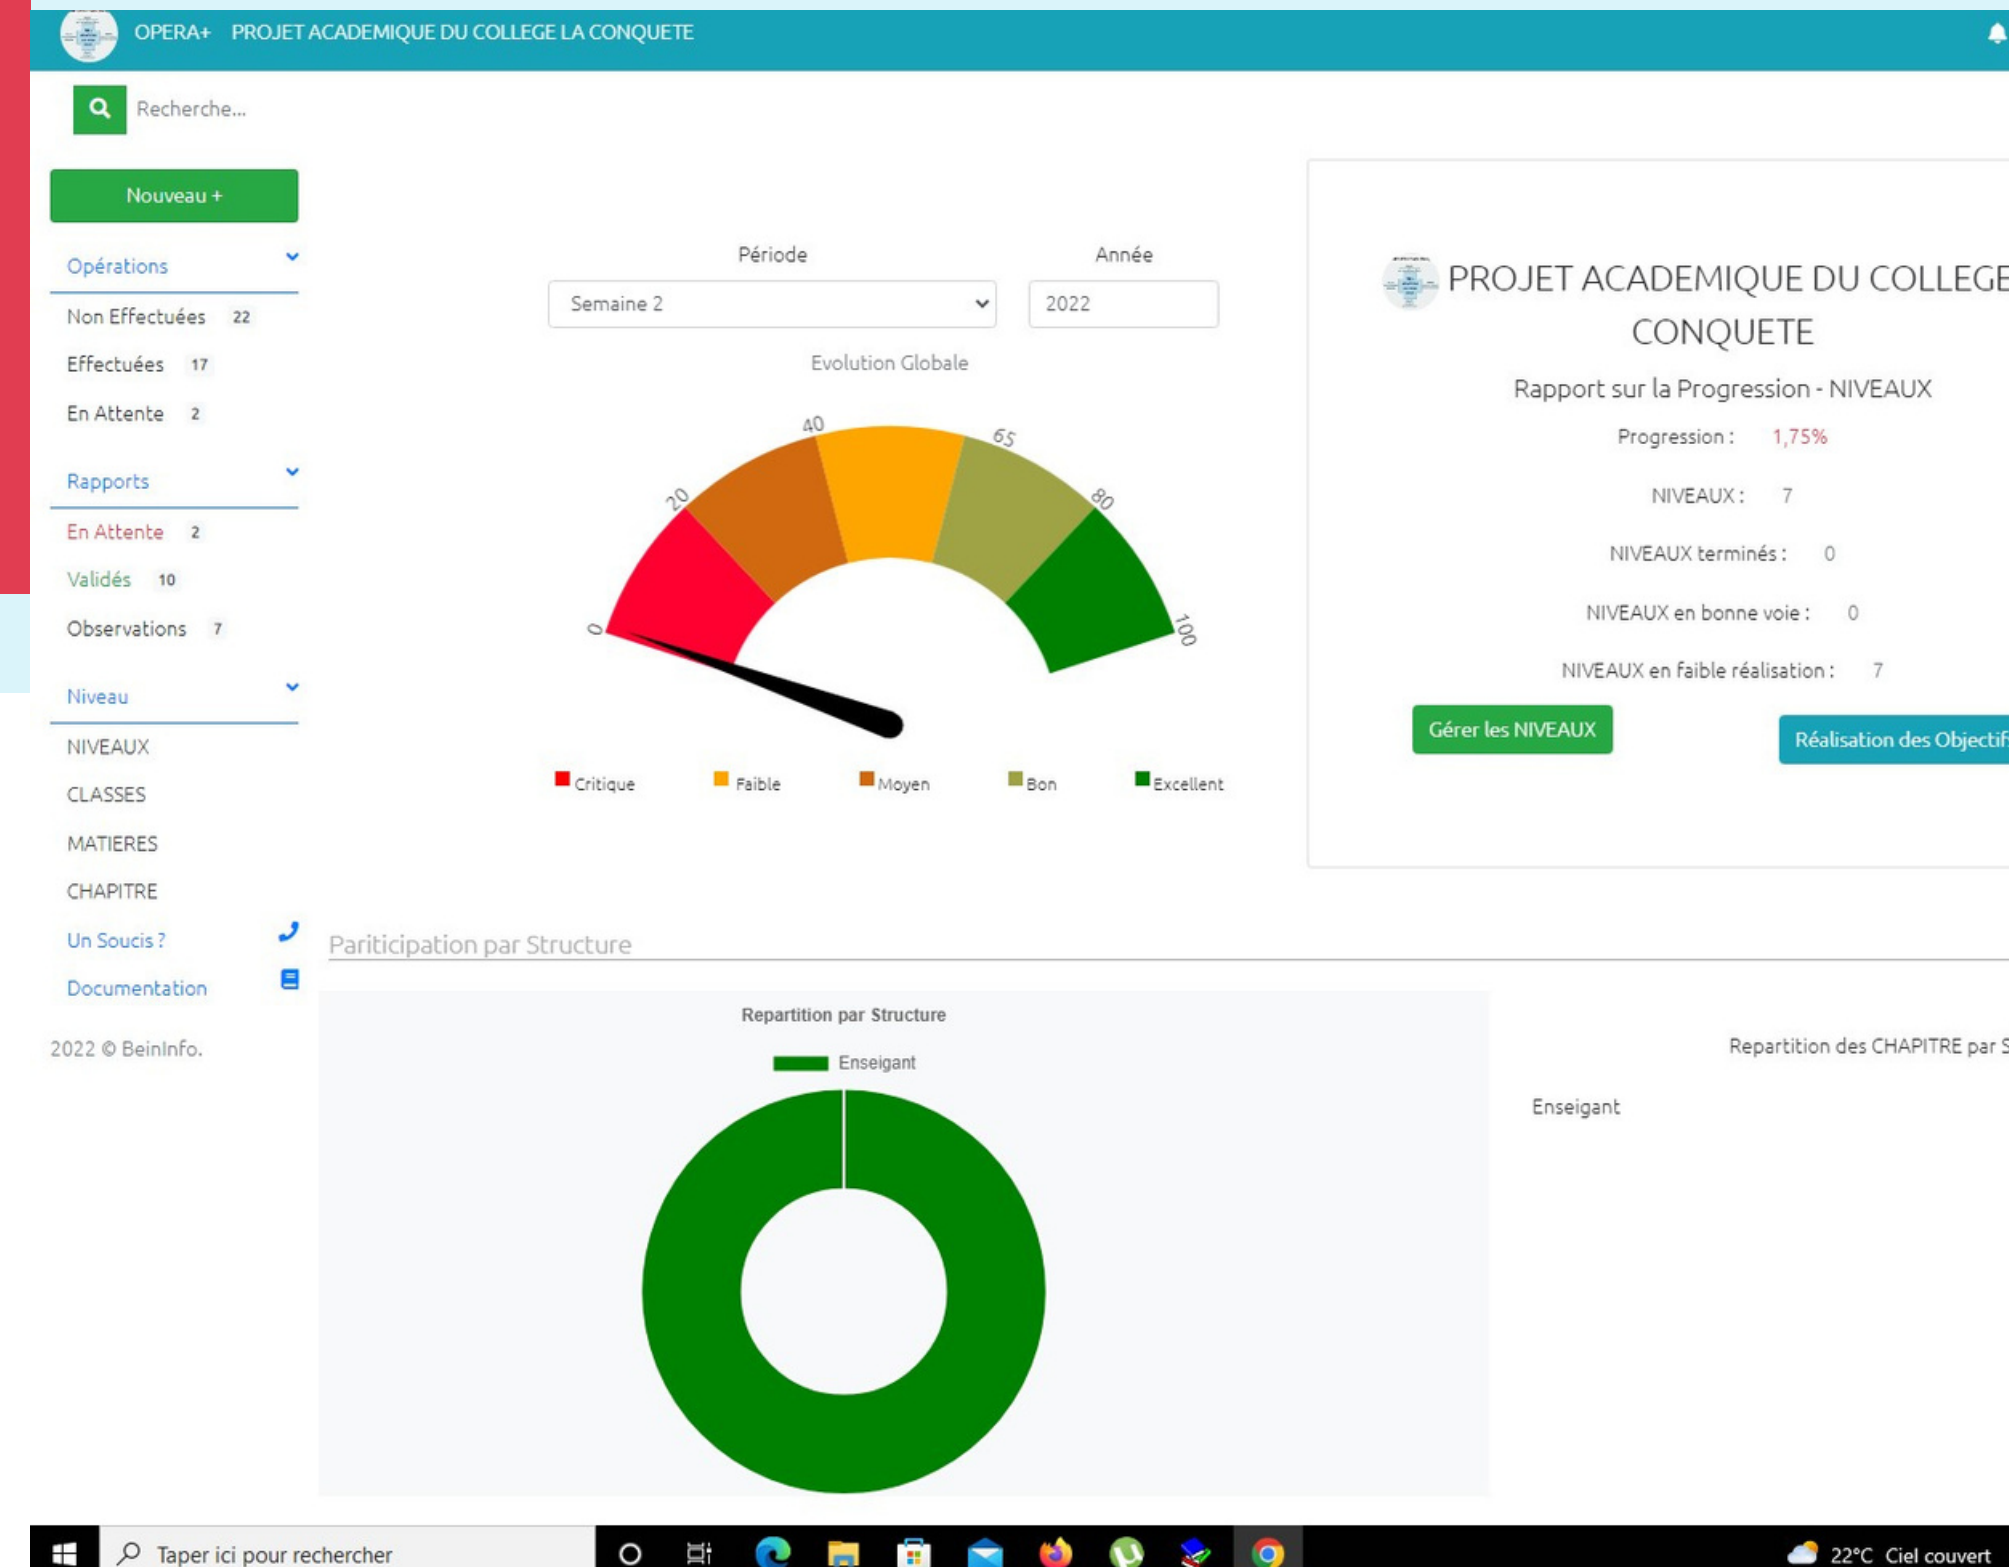 OPERA+ PROJET ACADEMIQUE DU COLLEGE LA CONQUETE
Recherche...
Nouveau +
Opérations
Non Effectuées 22
Effectuées 17
En Attente 2
Rapports
En Attente 2
Validés 10
Observations 7
Niveau
NIVEAUX
CLASSES
MATIERES
CHAPITRE
Un Soucis ?
Documentation
2022 © BeinInfo.
Période Année
Semaine 2 2022
Evolution Globale
0 20 40 65 80 100
Critique Faible Moyen Bon Excellent
PROJET ACADEMIQUE DU COLLEGE
CONQUETE
Rapport sur la Progression - NIVEAUX
Progression : 1,75%
NIVEAUX : 7
NIVEAUX terminés : 0
NIVEAUX en bonne voie : 0
NIVEAUX en faible réalisation : 7
Gérer les NIVEAUX
Réalisation des Objectifs
Pariticipation par Structure
Repartition par Structure
Enseigant
Repartition des CHAPITRE par S
Enseigant
Taper ici pour rechercher
22°C Ciel couvert